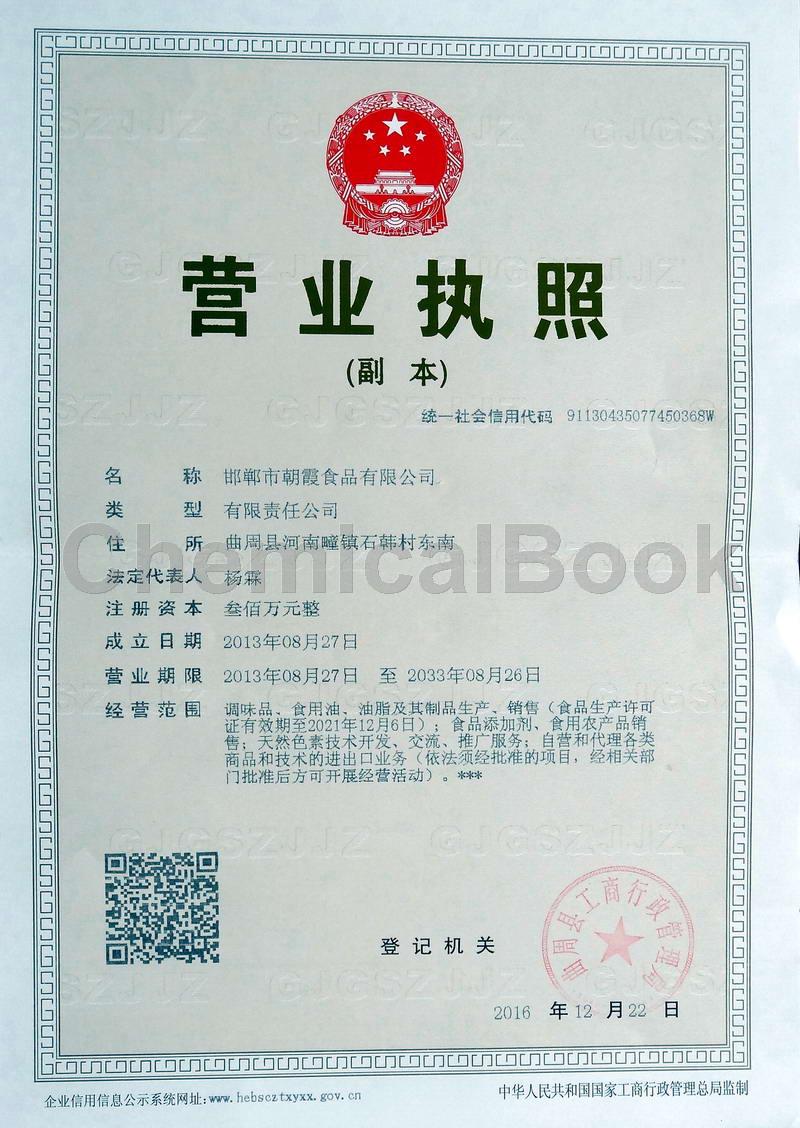 营业执照
(副 本)
统一社会信用代码 91130435077450368W
名 称 邯郸市朝霞食品有限公司
类 型 有限责任公司
住 所 曲周县河南疃镇石韩村东南
法定代表人 杨霖
注册资本 叁佰万元整
成立日期 2013年08月27日
营业期限 2013年08月27日 至 2033年08月26日
经营范围 调味品、食用油、油脂及其制品生产、销售（食品生产许可
证有效期至2021年12月6日）；食品添加剂、食用农产品销
售；天然色素技术开发、交流、推广服务；自营和代理各类
商品和技术的进出口业务（依法须经批准的项目，经相关部
门批准后方可开展经营活动）。***
ChemicalBook
登记机关
曲周县工商行政管理局
2016 年 12 月 22 日
企业信用信息公示系统网址:www.hebscztxyxx.gov.cn
中华人民共和国国家工商行政管理总局监制
GJGSZJJZ